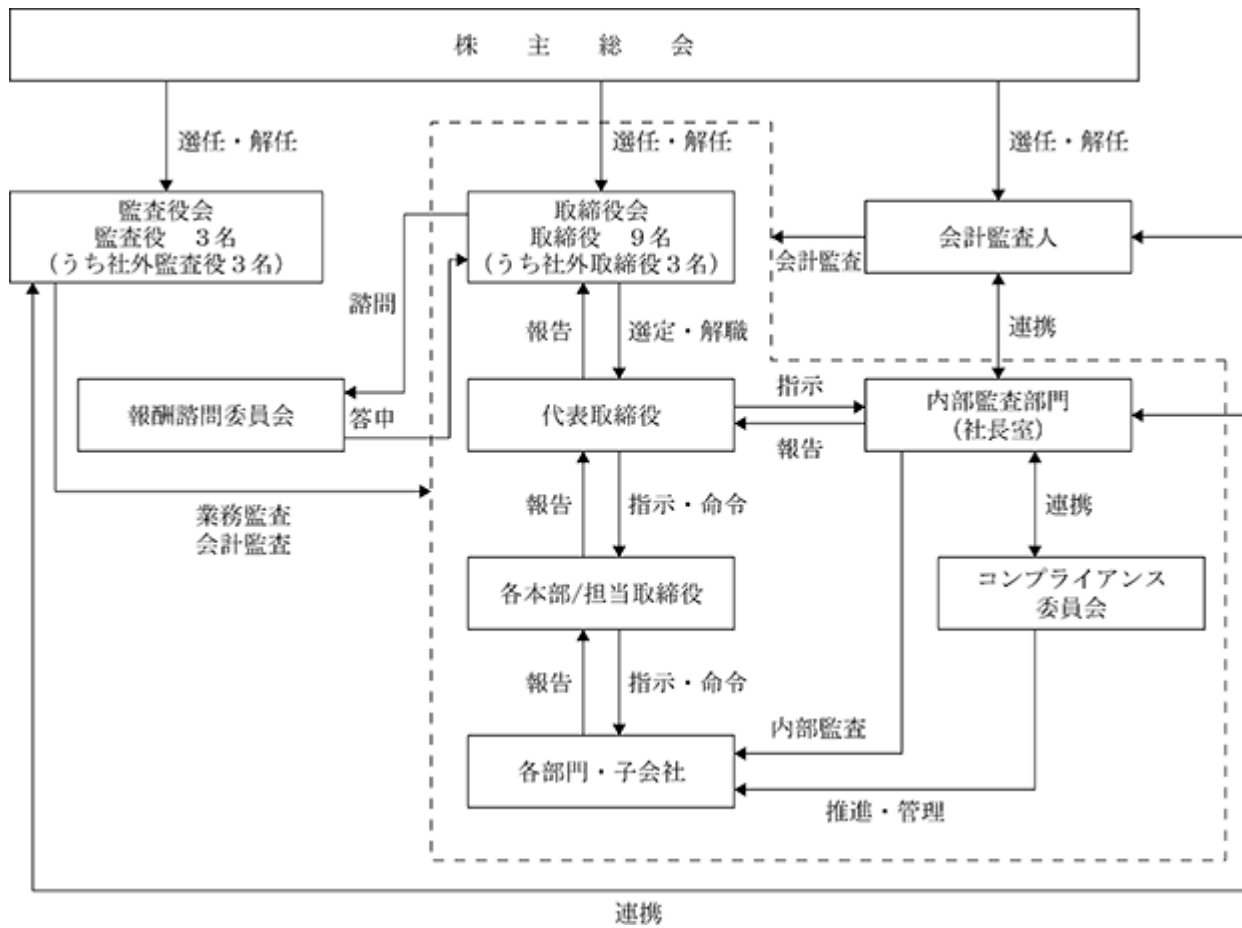 株主総会
選任・解任
選任・解任
選任・解任
監査役会
監査役 3名
(うち社外監査役3名)
取締役会
取締役 9名
(うち社外取締役3名)
会計監査人
会計監査
諮問
報告
選定・解職
連携
報酬諮問委員会
答申
代表取締役
指示
報告
内部監査部門
(社長室)
業務監査
会計監査
報告
指示・命令
連携
各本部/担当取締役
コンプライアンス
委員会
報告
指示・命令
内部監査
各部門・子会社
推進・管理
連携